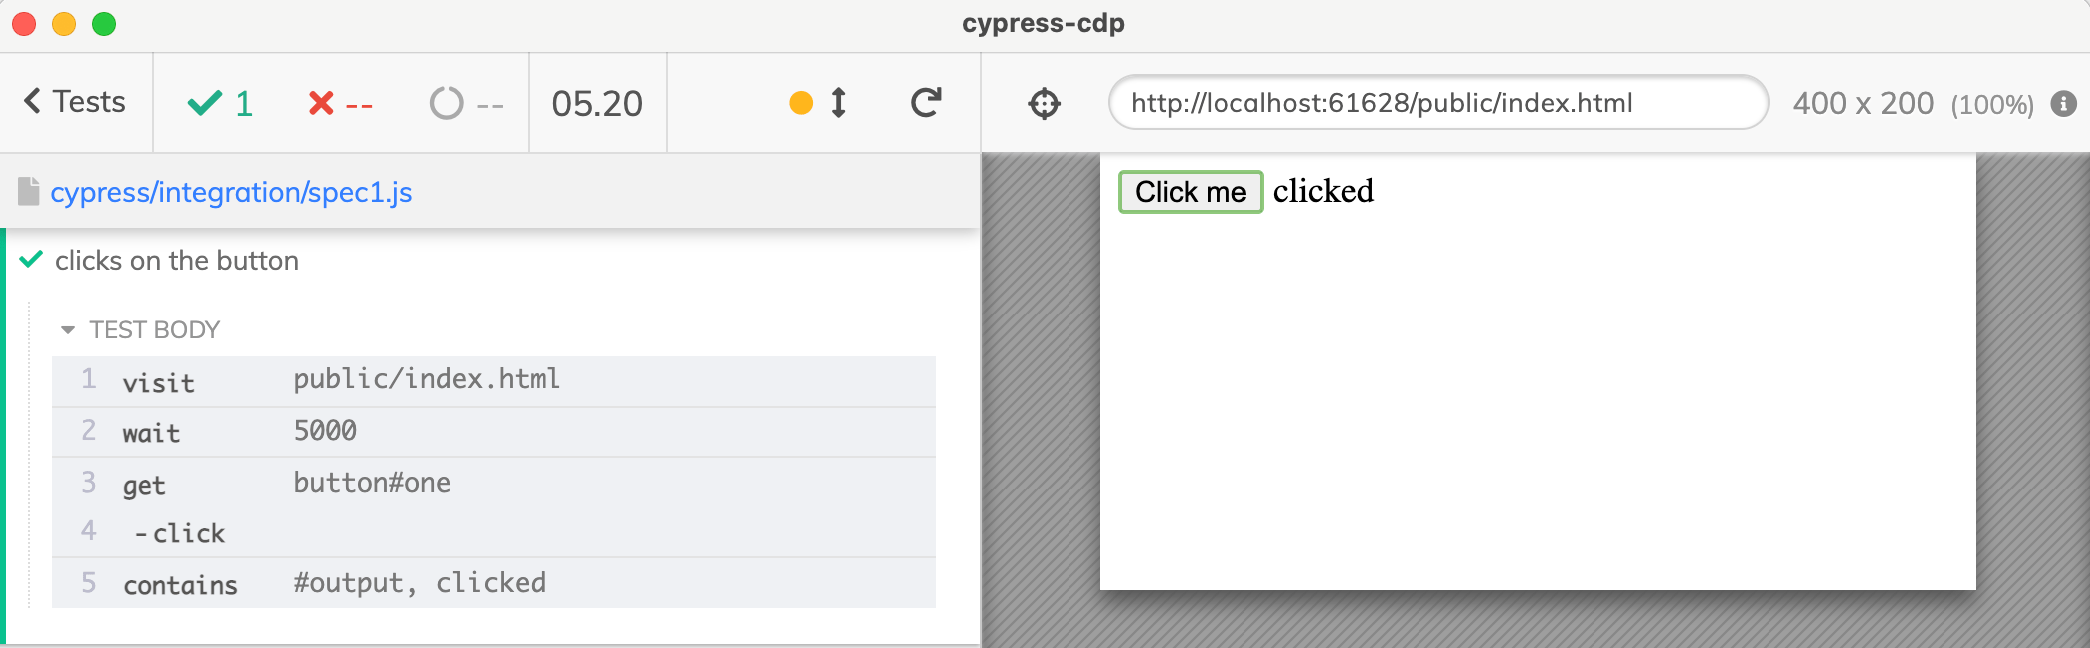 cypress-cdp
Tests 1 -- -- 05.20
http://localhost:61628/public/index.html 400 x 200 (100%)
cypress/integration/spec1.js
clicks on the button
TEST BODY
1 visit public/index.html
2 wait 5000
3 get button#one
4 -click
5 contains #output, clicked
Click me clicked